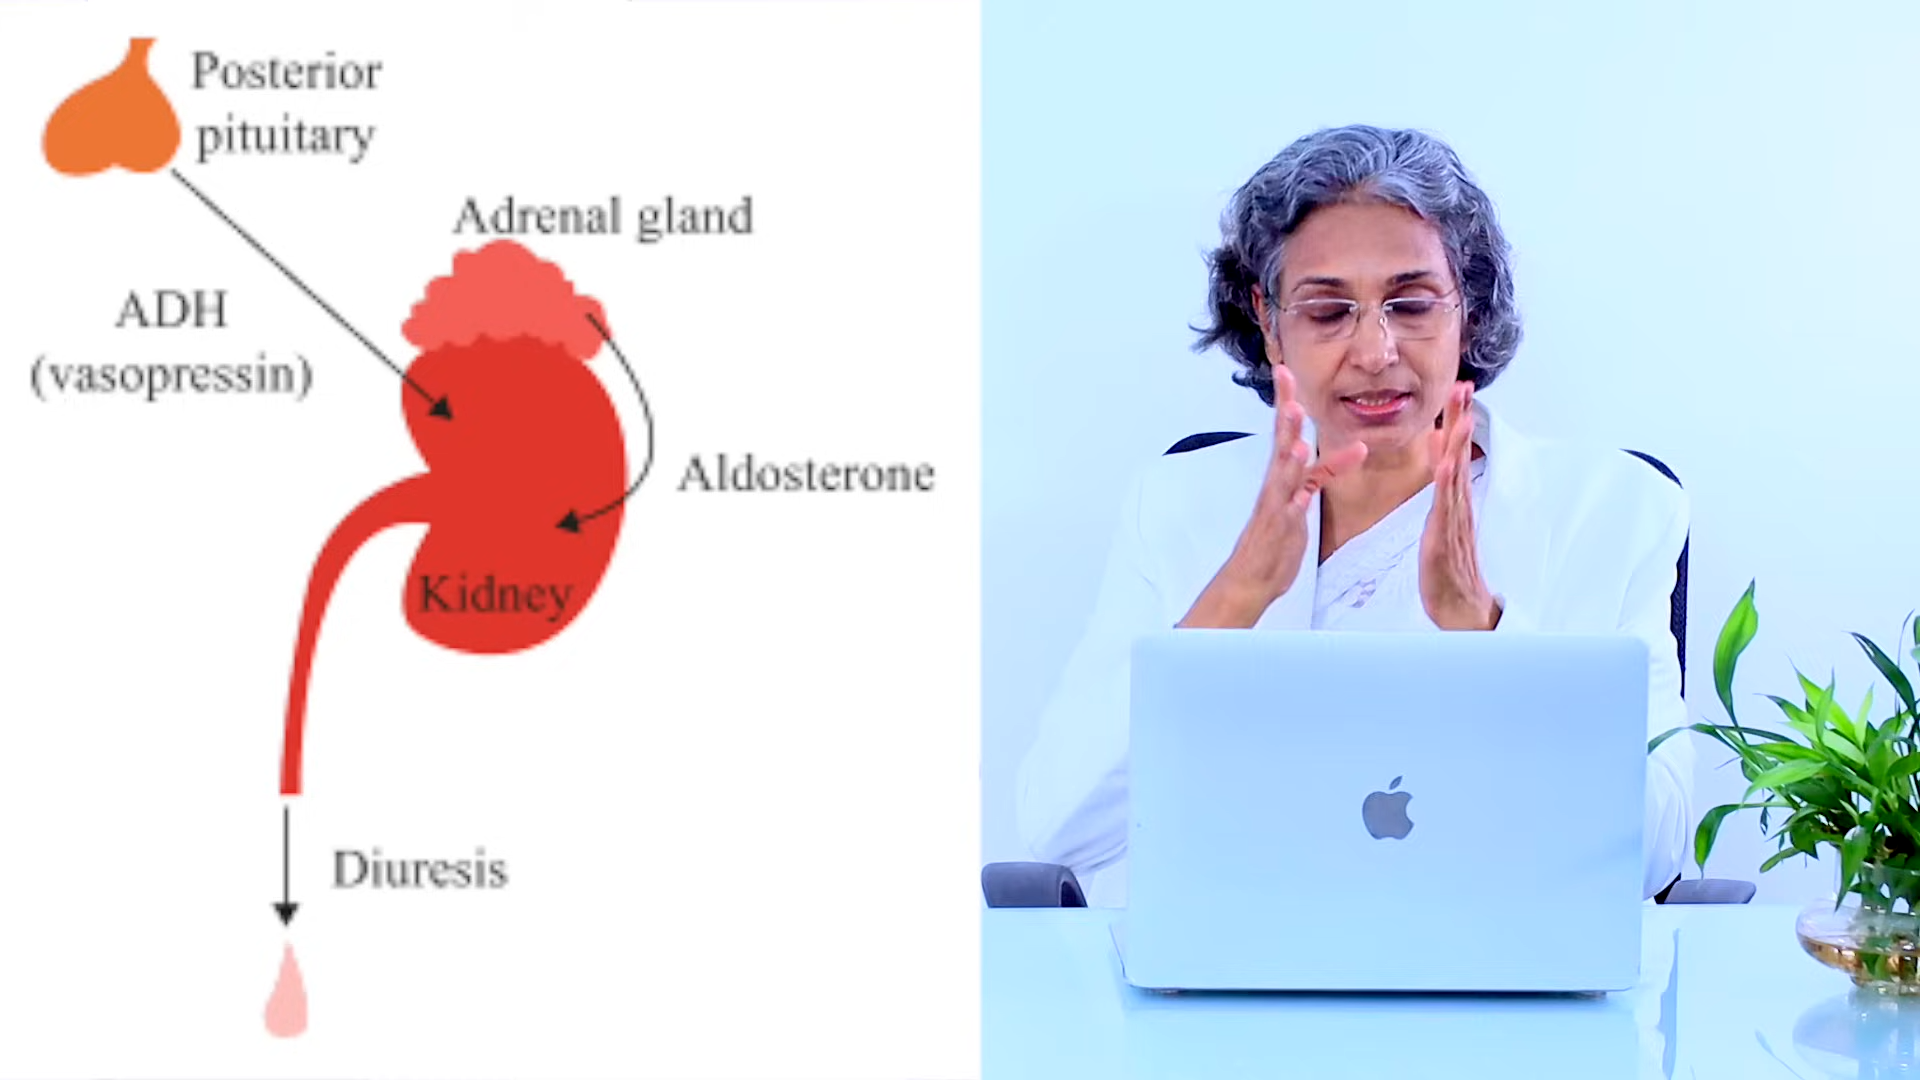 Posterior
pituitary
Adrenal gland
ADH
(vasopressin)
Aldosterone
Kidney
Diuresis